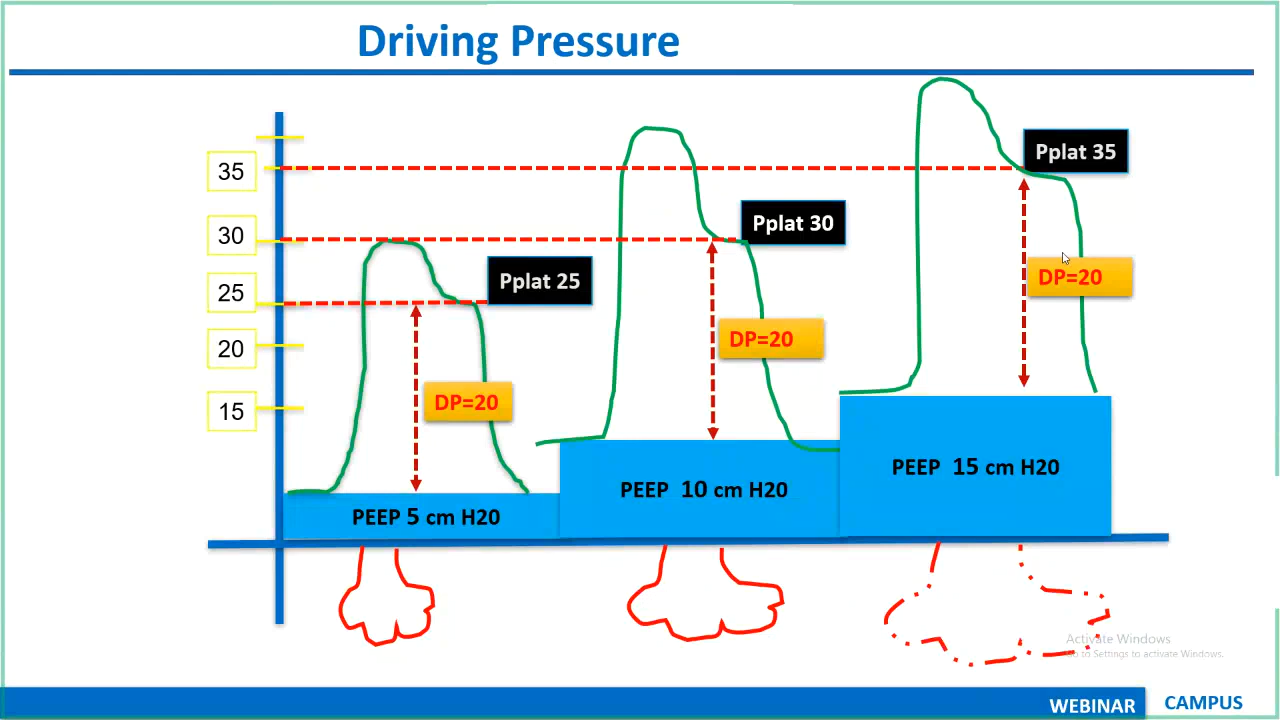 Driving Pressure
35
30
25
20
15
Pplat 25
Pplat 30
Pplat 35
DP=20
DP=20
DP=20
PEEP 5 cm H20
PEEP 10 cm H20
PEEP 15 cm H20
Activate Windows
to Settings to activate Windows.
WEBINAR
CAMPUS